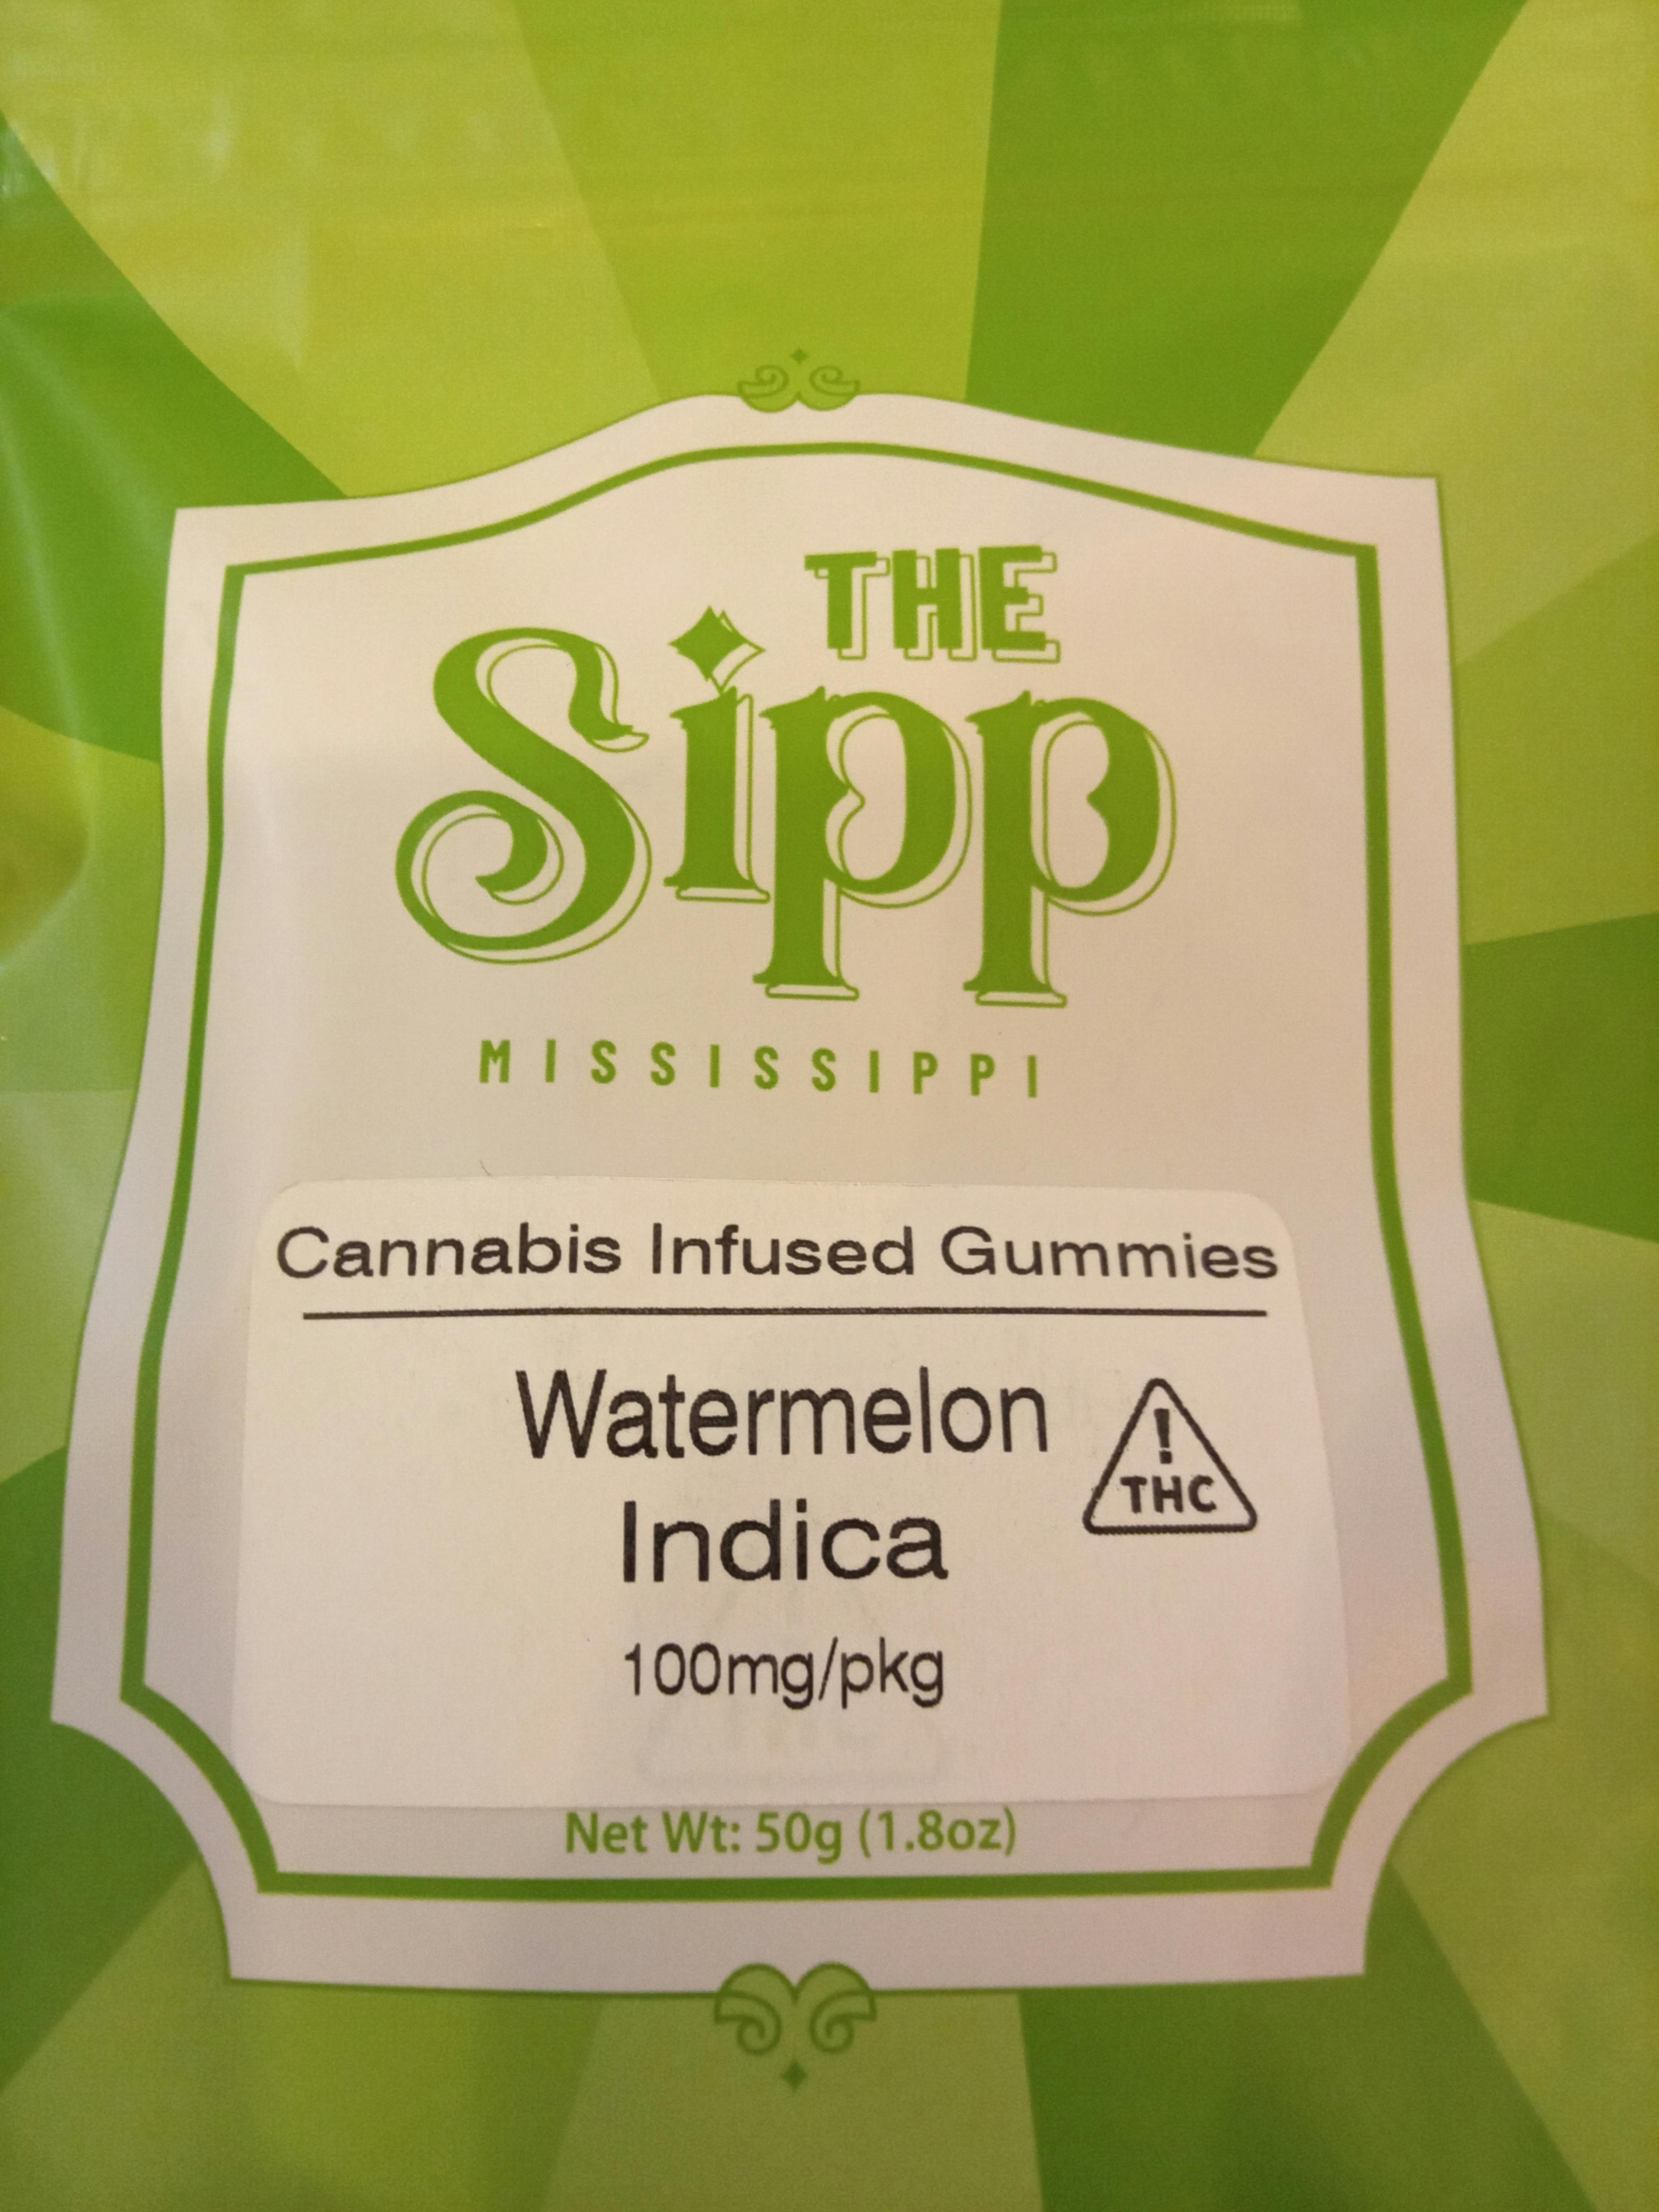 THE
Sipp
MISSISSIPPI
Cannabis Infused Gummies
Watermelon
Indica
!
THC
100mg/pkg
Net Wt: 50g (1.8oz)